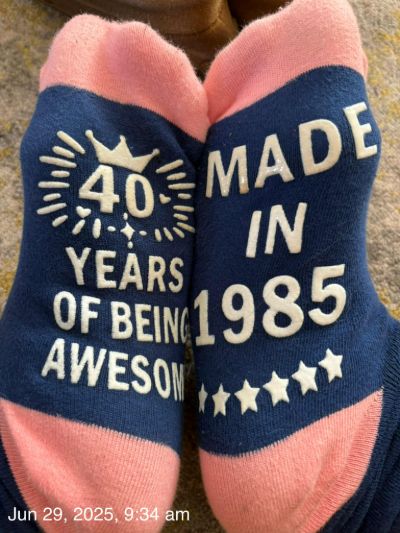 40
YEARS
OF BEING
AWESOM
MADE
IN
1985
Jun 29, 2025, 9:34 am